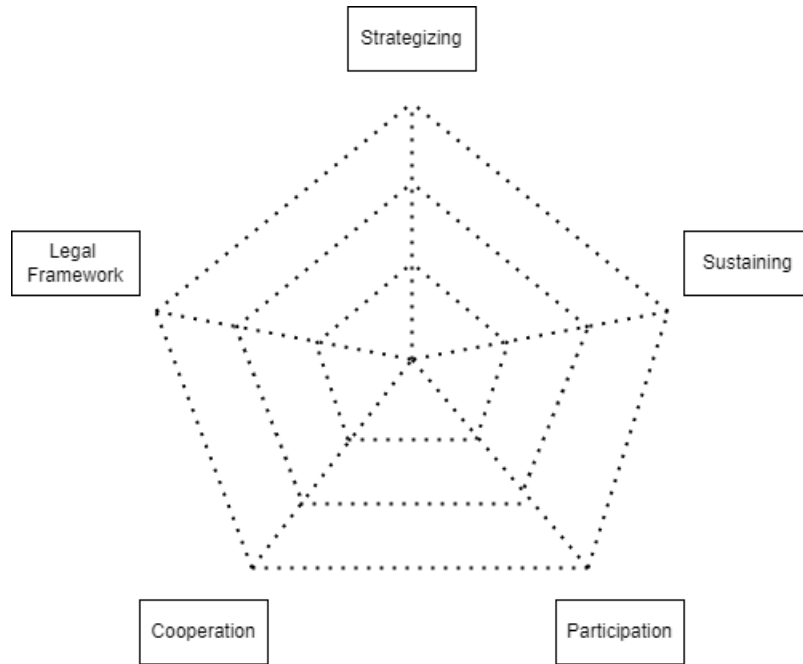 Strategizing
Legal
Framework
Sustaining
Cooperation
Participation